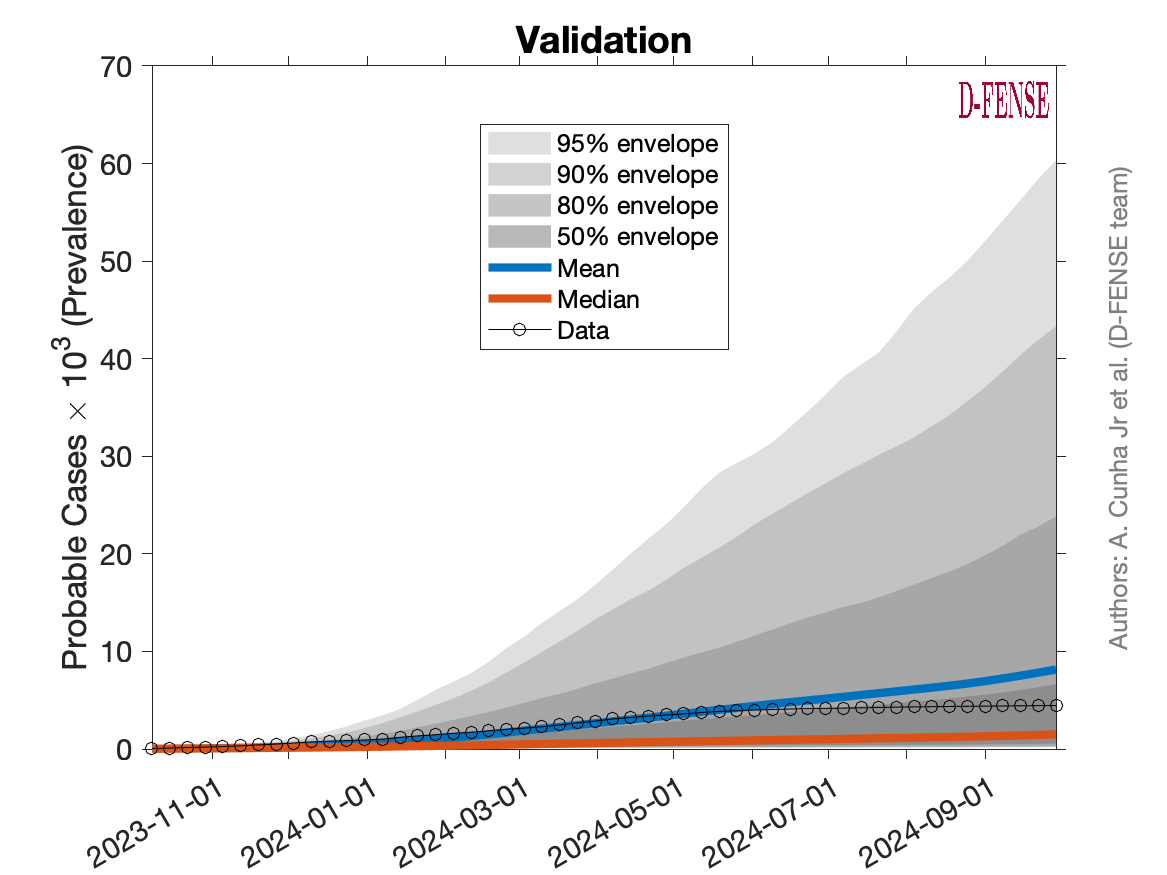 Validation
D-FENSE
95% envelope
90% envelope
80% envelope
50% envelope
Mean
Median
Data
Probable Cases × 10³ (Prevalence)
70
60
50
40
30
20
10
0
2023-11-01
2024-01-01
2024-03-01
2024-05-01
2024-07-01
2024-09-01
Authors: A. Cunha Jr et al. (D-FENSE team)